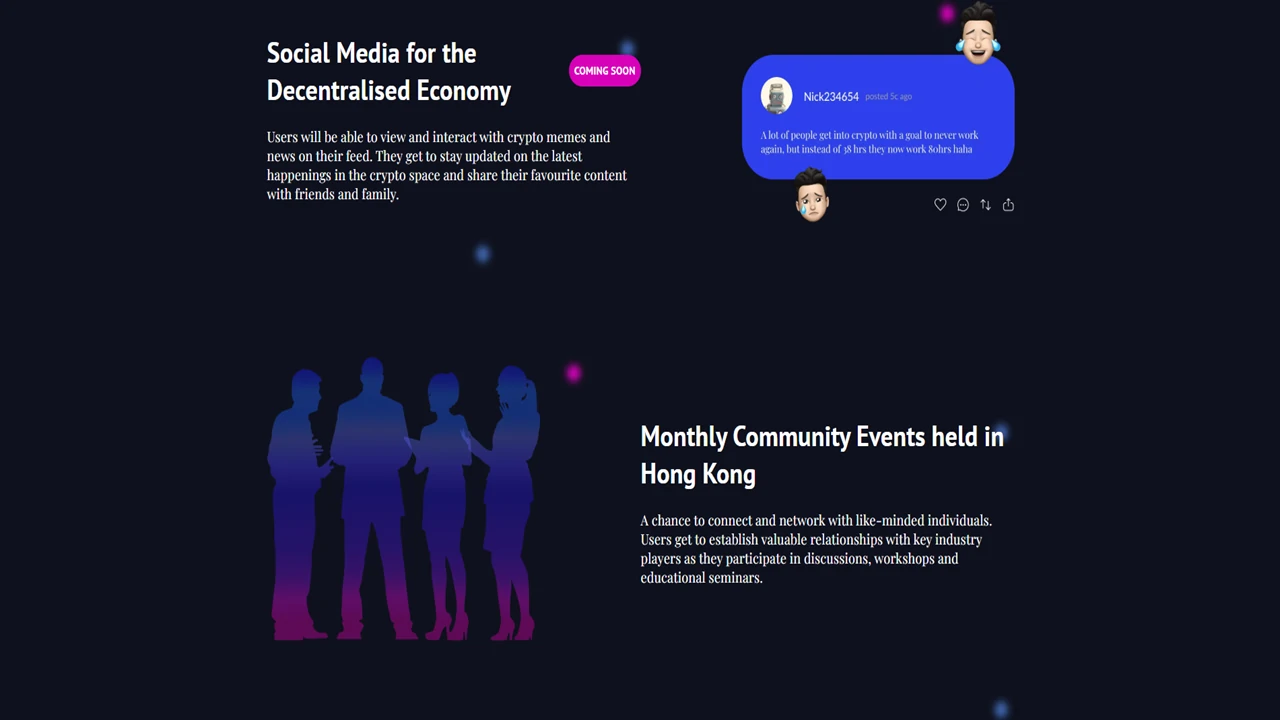 Social Media for the
Decentralised Economy
COMING SOON
Users will be able to view and interact with crypto memes and
news on their feed. They get to stay updated on the latest
happenings in the crypto space and share their favourite content
with friends and family.
Nick234654 posted 5c ago
A lot of people get into crypto with a goal to never work
again, but instead of 38 hrs they now work 80hrs haha
Monthly Community Events held in
Hong Kong
A chance to connect and network with like-minded individuals.
Users get to establish valuable relationships with key industry
players as they participate in discussions, workshops and
educational seminars.